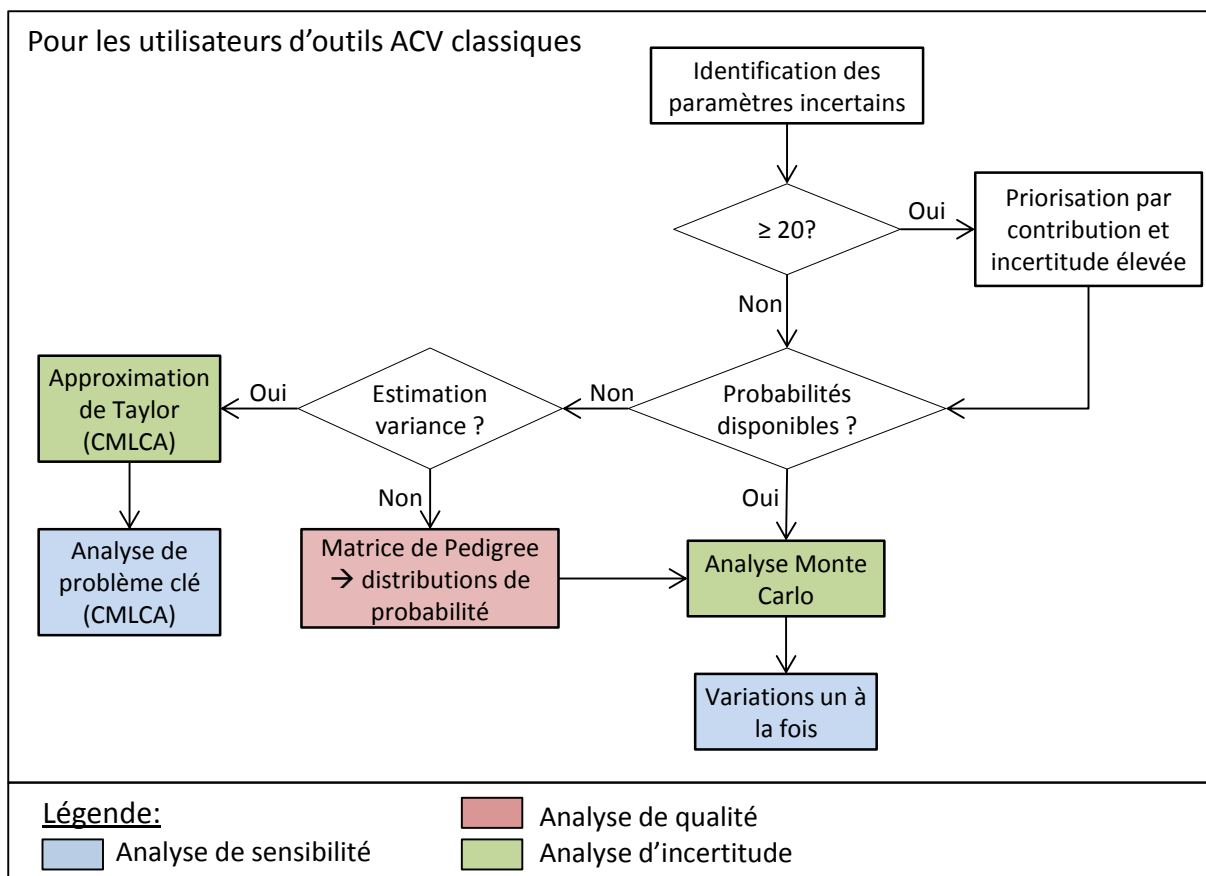 Pour les utilisateurs d'outils ACV classiques
Identification des
paramètres incertains
≥ 20?
Oui
Priorisation par
contribution et
incertitude élevée
Non
Probabilités
disponibles ?
Non
Estimation
variance ?
Oui
Approximation
de Taylor
(CMLCA)
Analyse de
problème clé
(CMLCA)
Non
Matrice de Pedigree
→ distributions de
probabilité
Oui
Analyse Monte
Carlo
Variations un à
la fois
Légende:
Analyse de sensibilité
Analyse de qualité
Analyse d'incertitude